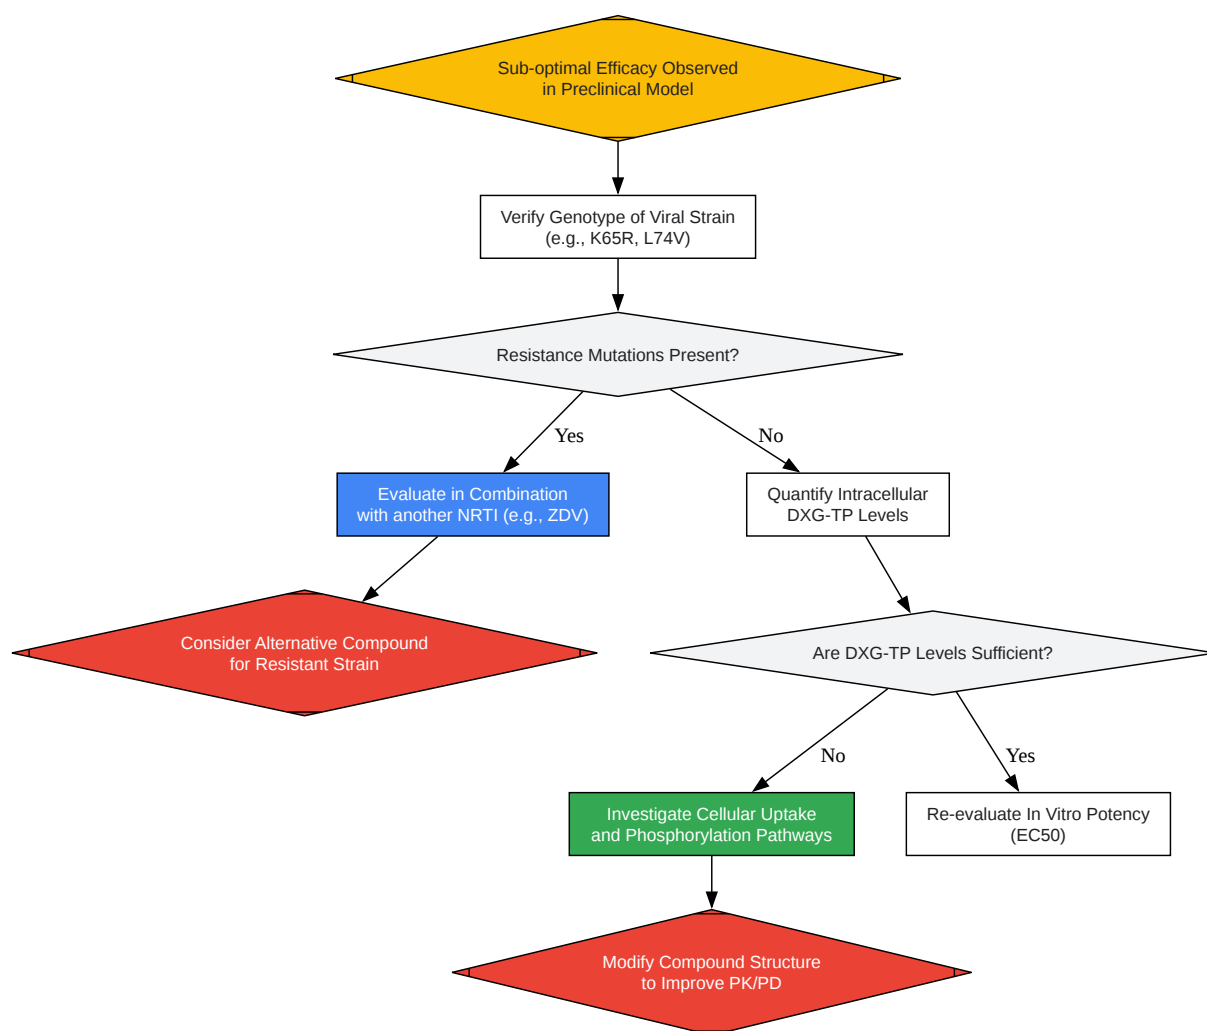 Sub-optimal Efficacy Observed
in Preclinical Model
Verify Genotype of Viral Strain
(e.g., K65R, L74V)
Resistance Mutations Present?
Yes
No
Evaluate in Combination
with another NRTI (e.g., ZDV)
Quantify Intracellular
DXG-TP Levels
Consider Alternative Compound
for Resistant Strain
Are DXG-TP Levels Sufficient?
No
Yes
Investigate Cellular Uptake
and Phosphorylation Pathways
Re-evaluate In Vitro Potency
(EC50)
Modify Compound Structure
to Improve PK/PD